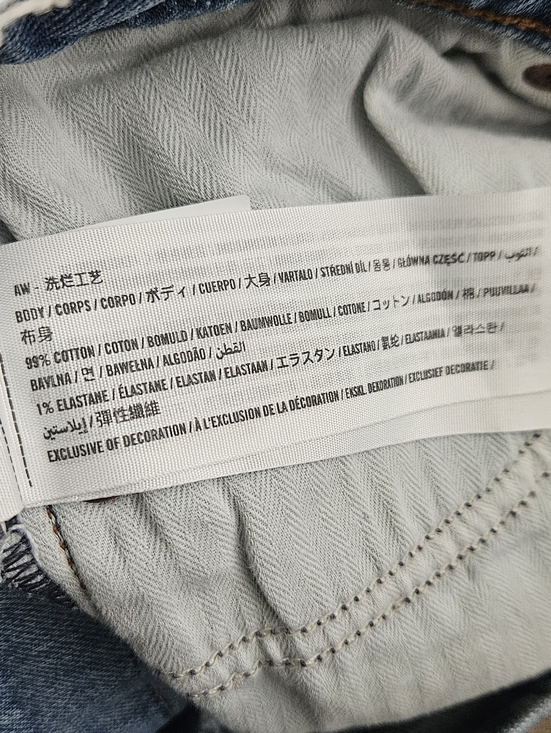 AW - 洗烂工艺
BODY / CORPS / CORPO / ボディ / CUERPO / 大身 / VARTALO / STŘEDNÍ DÍL / 몸통 / GŁÓWNA CZĘŚĆ / TOPP / الثوب /
布身
99% COTTON / COTON / BOMULD / KATOEN / BAUMWOLLE / BOMULL / COTONE / コットン / ALGODÓN / 棉 / PUUVILLAA /
BAVLNA / 면 / BAWEŁNA / ALGODÃO / القطن
1% ELASTANE / ÉLASTANE / ELASTAN / ELASTAAN / エラスタン / ELASTANO / 氨纶 / ELASTAANIA / 엘라스탄 /
إيلاستين / 彈性纖維
EXCLUSIVE OF DECORATION / À L'EXCLUSION DE LA DÉCORATION / EKSKL. DEKORATION / EXCLUSIEF DECORATIE /